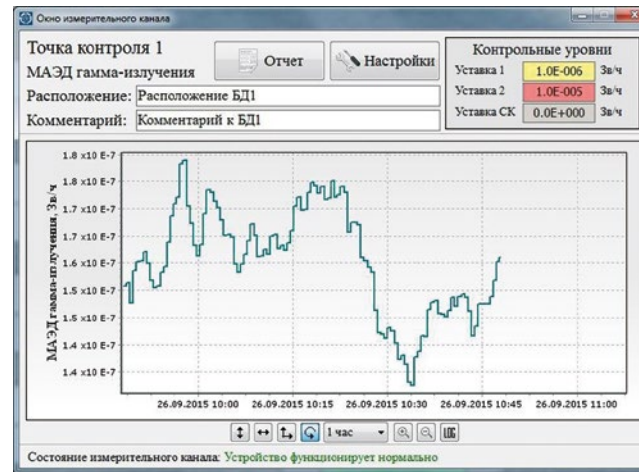 Окно измерительного канала
Точка контроля 1
МАЭД гамма-излучения
Отчет
Настройки
Расположение: Расположение БД1
Комментарий: Комментарий к БД1
Контрольные уровни
Уставка 1 1.0E-006 Зв/ч
Уставка 2 1.0E-005 Зв/ч
Уставка СК 0.0E+000 Зв/ч
МАЭД гамма-излучения, Зв/ч
1.8 x10 E-7
1.8 x10 E-7
1.7 x10 E-7
1.7 x10 E-7
1.6 x10 E-7
1.5 x10 E-7
1.5 x10 E-7
1.4 x10 E-7
1.4 x10 E-7
26.09.2015 10:00 26.09.2015 10:15 26.09.2015 10:30 26.09.2015 10:45 26.09.2015 11:00
1 час
LOG
Состояние измерительного канала: Устройство функционирует нормально